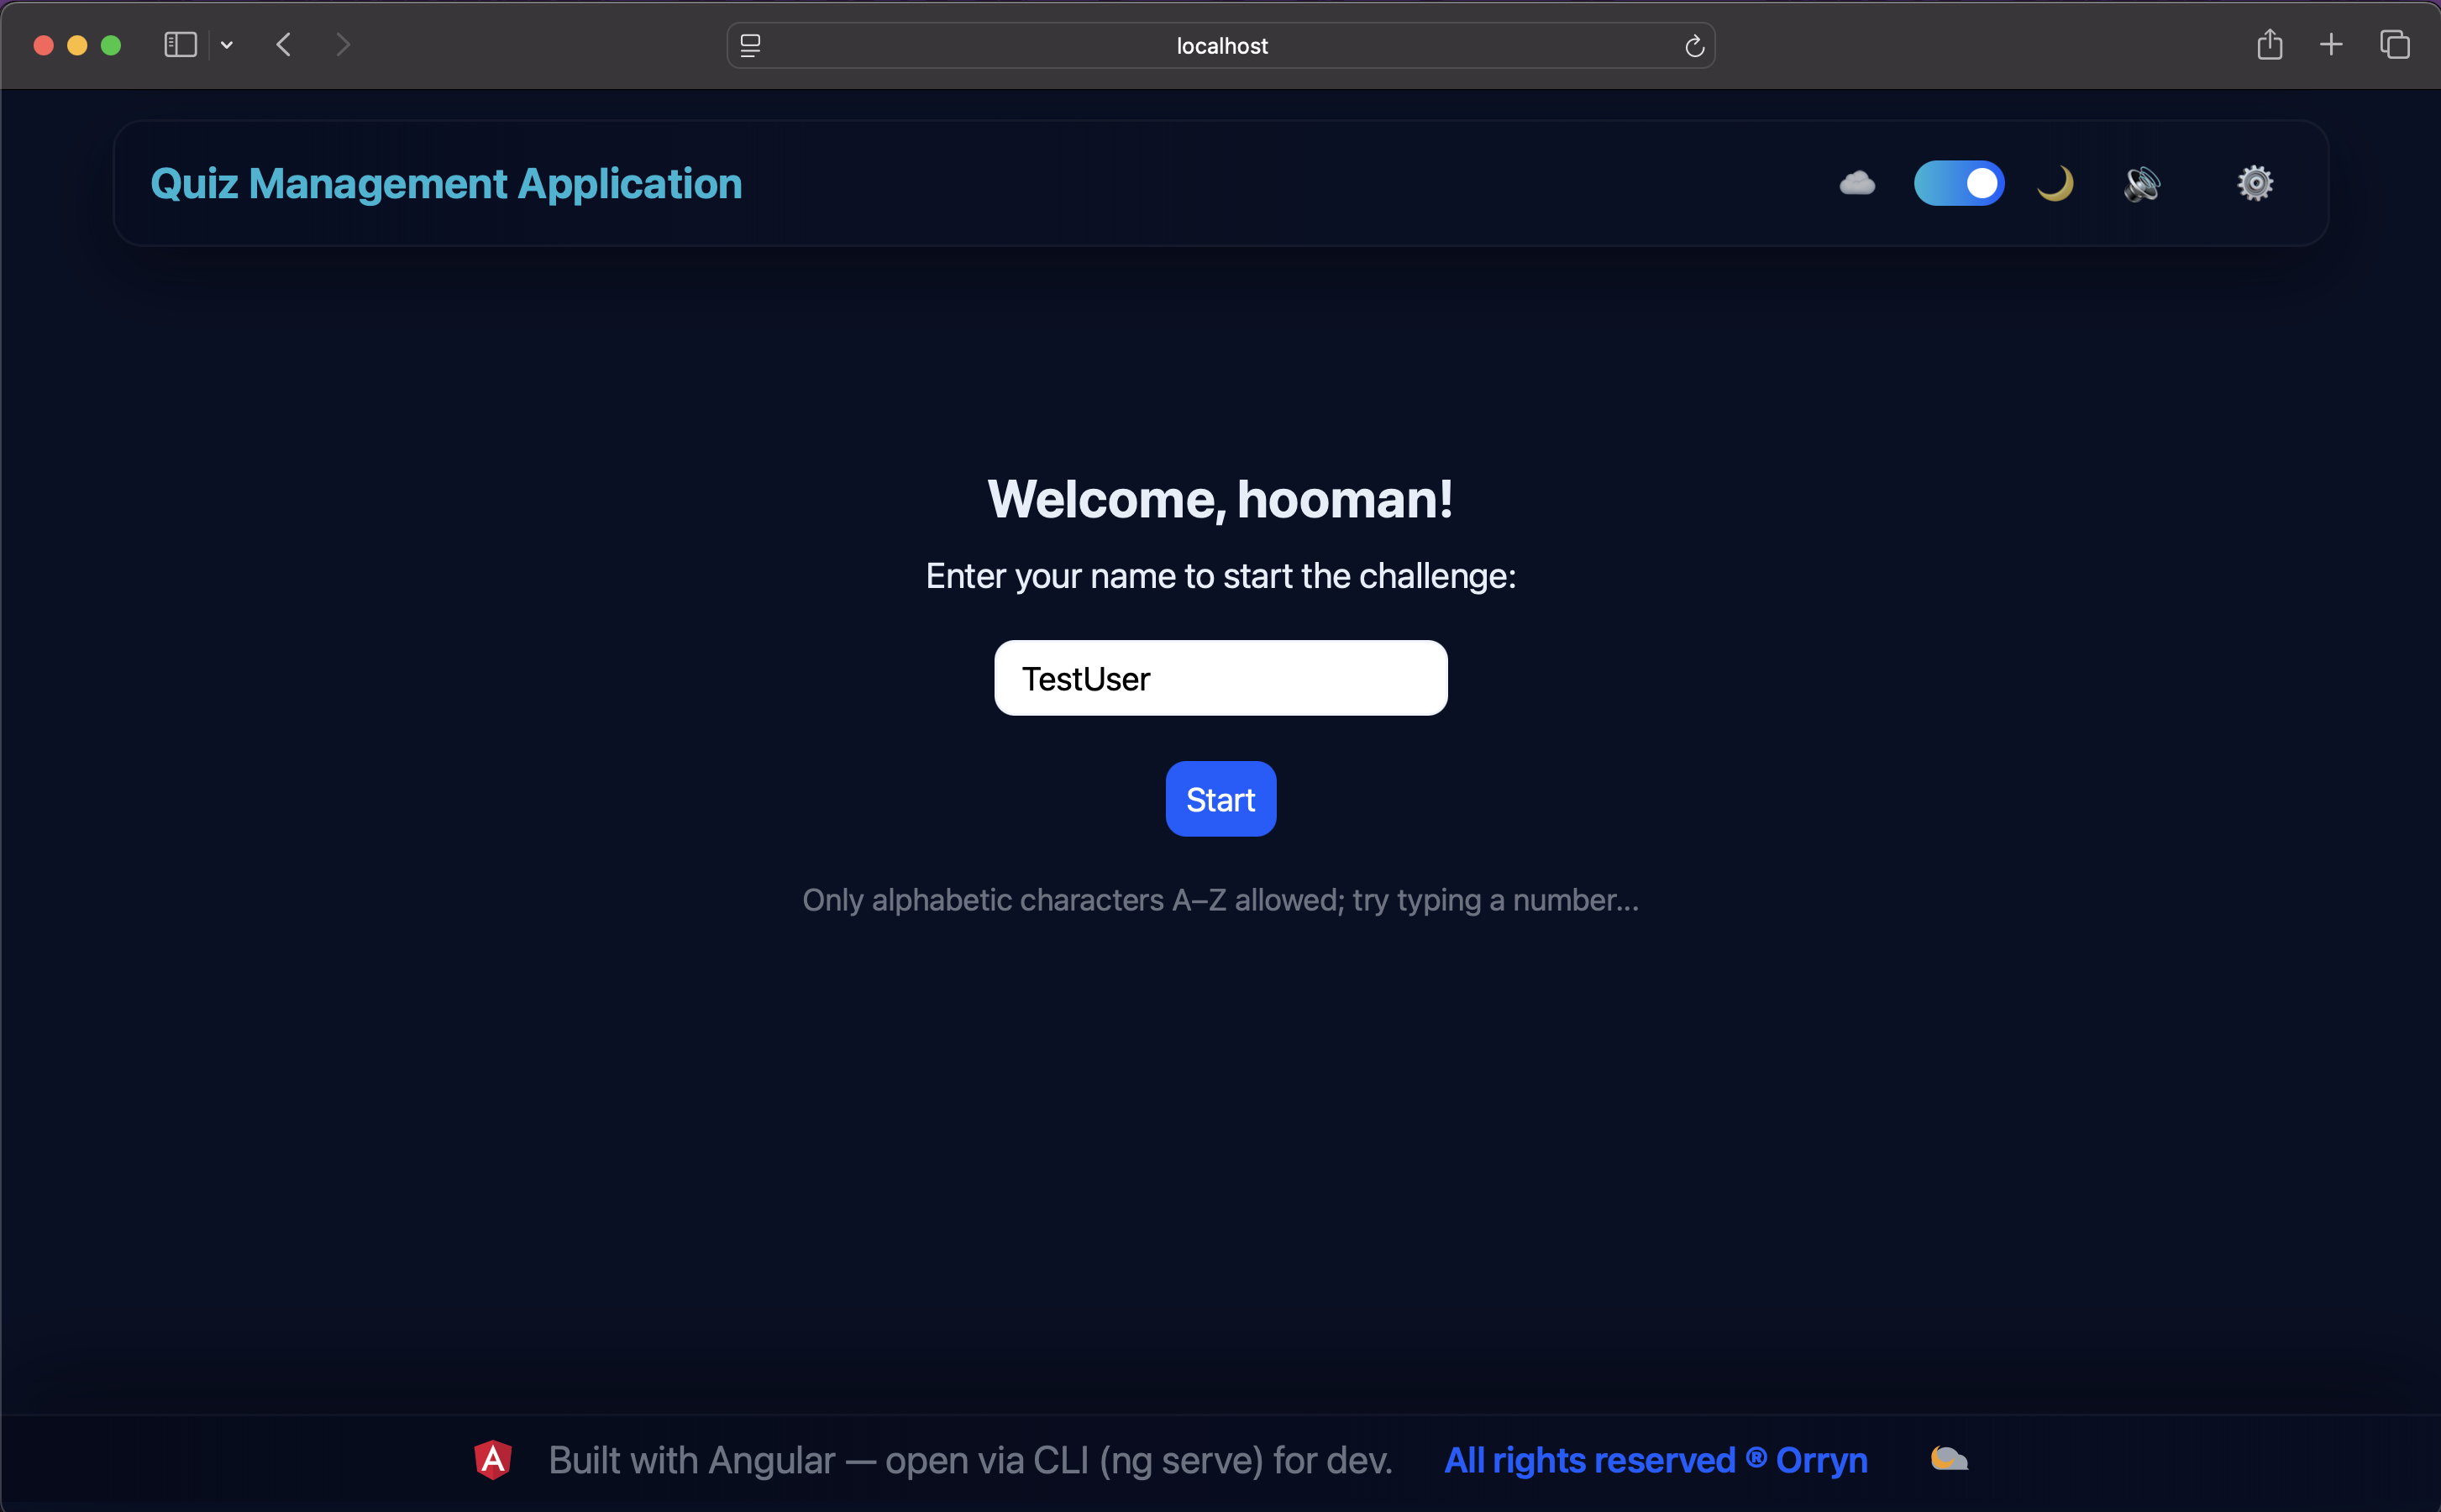 localhost
Quiz Management Application
Welcome, hooman!
Enter your name to start the challenge:
TestUser
Start
Only alphabetic characters A–Z allowed; try typing a number...
Built with Angular — open via CLI (ng serve) for dev. All rights reserved ® Orryn